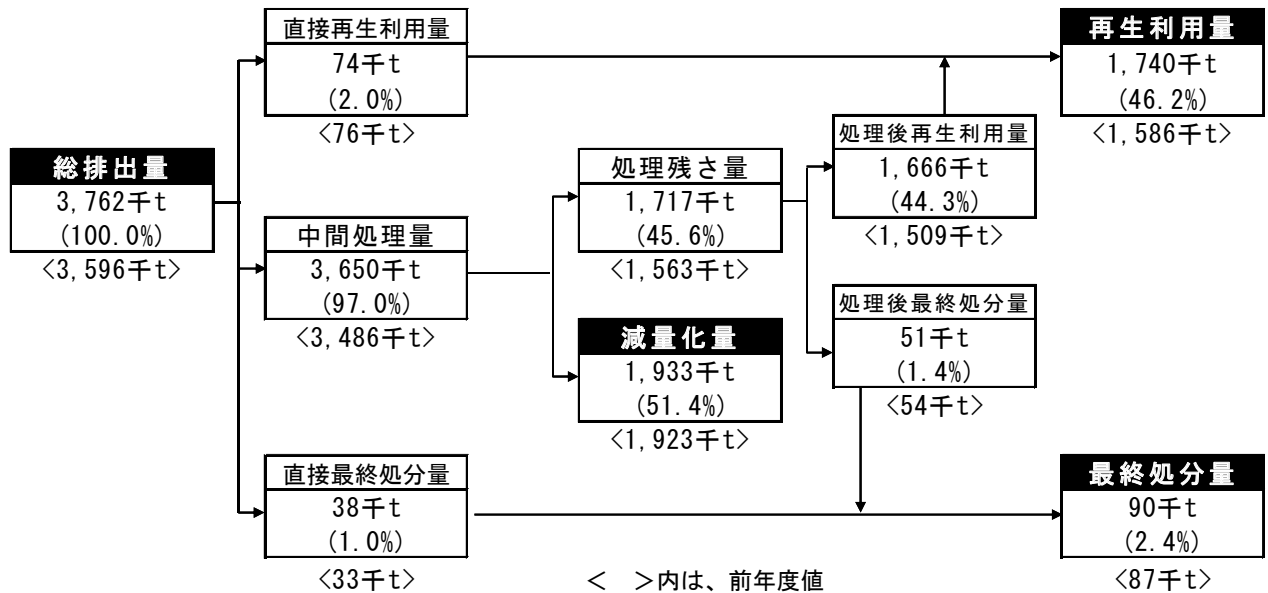 総排出量
3,762千t
(100.0%)
<3,596千t>
直接再生利用量
74千t
(2.0%)
<76千t>
中間処理量
3,650千t
(97.0%)
<3,486千t>
直接最終処分量
38千t
(1.0%)
<33千t>
処理残さ量
1,717千t
(45.6%)
<1,563千t>
減量化量
1,933千t
(51.4%)
<1,923千t>
処理後再生利用量
1,666千t
(44.3%)
<1,509千t>
処理後最終処分量
51千t
(1.4%)
<54千t>
再生利用量
1,740千t
(46.2%)
<1,586千t>
最終処分量
90千t
(2.4%)
<87千t>
< >内は、前年度値